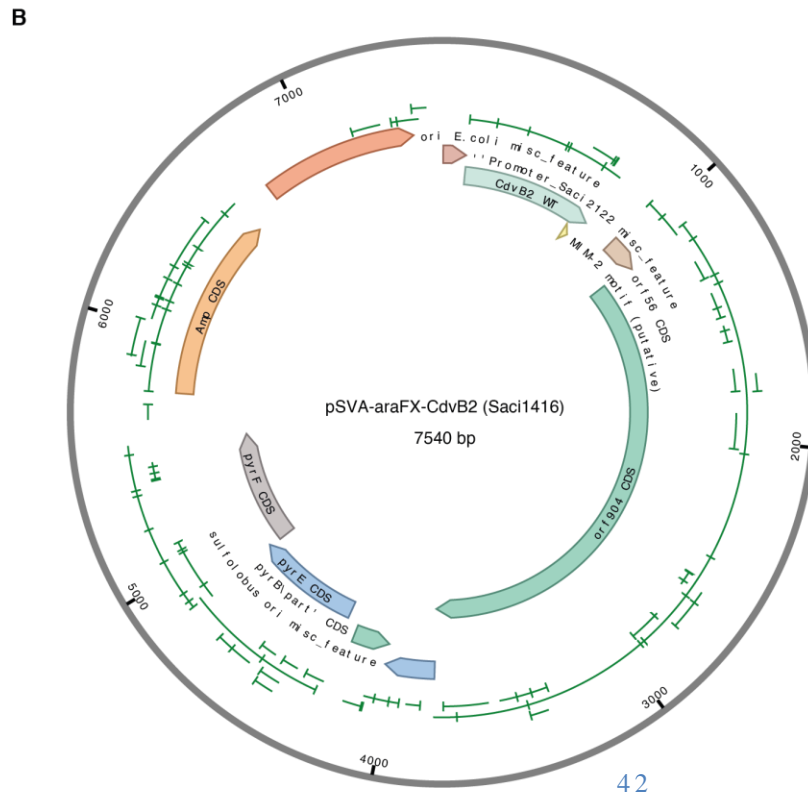 B
7000
1000
6000
2000
5000
3000
4000
ori E.coli misc_feature
''Promoter_Saci2122 misc_feature
CdvB2 WT
MIM-2 motif (putative)
orf56 CDS
Amp CDS
pSVA-araFX-CdvB2 (Saci1416)
7540 bp
orf904 CDS
pyrF CDS
pyrE CDS
pyrB\part' CDS
sulfolobus ori misc_feature
42